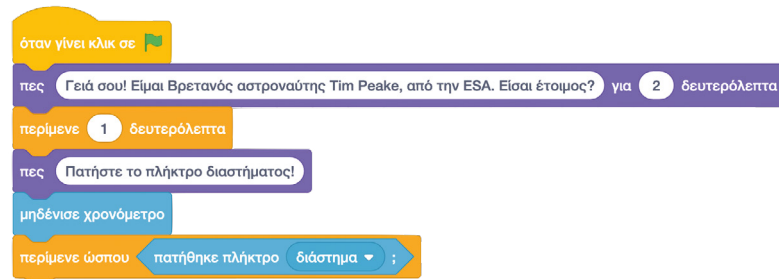 όταν γίνει κλικ σε
πες Γειά σου! Είμαι Βρετανός αστροναύτης Tim Peake, από την ESA. Είσαι έτοιμος? για 2 δευτερόλεπτα
περίμενε 1 δευτερόλεπτα
πες Πατήστε το πλήκτρο διαστήματος!
μηδένισε χρονόμετρο
περίμενε ώσπου πατήθηκε πλήκτρο διάστημα ;